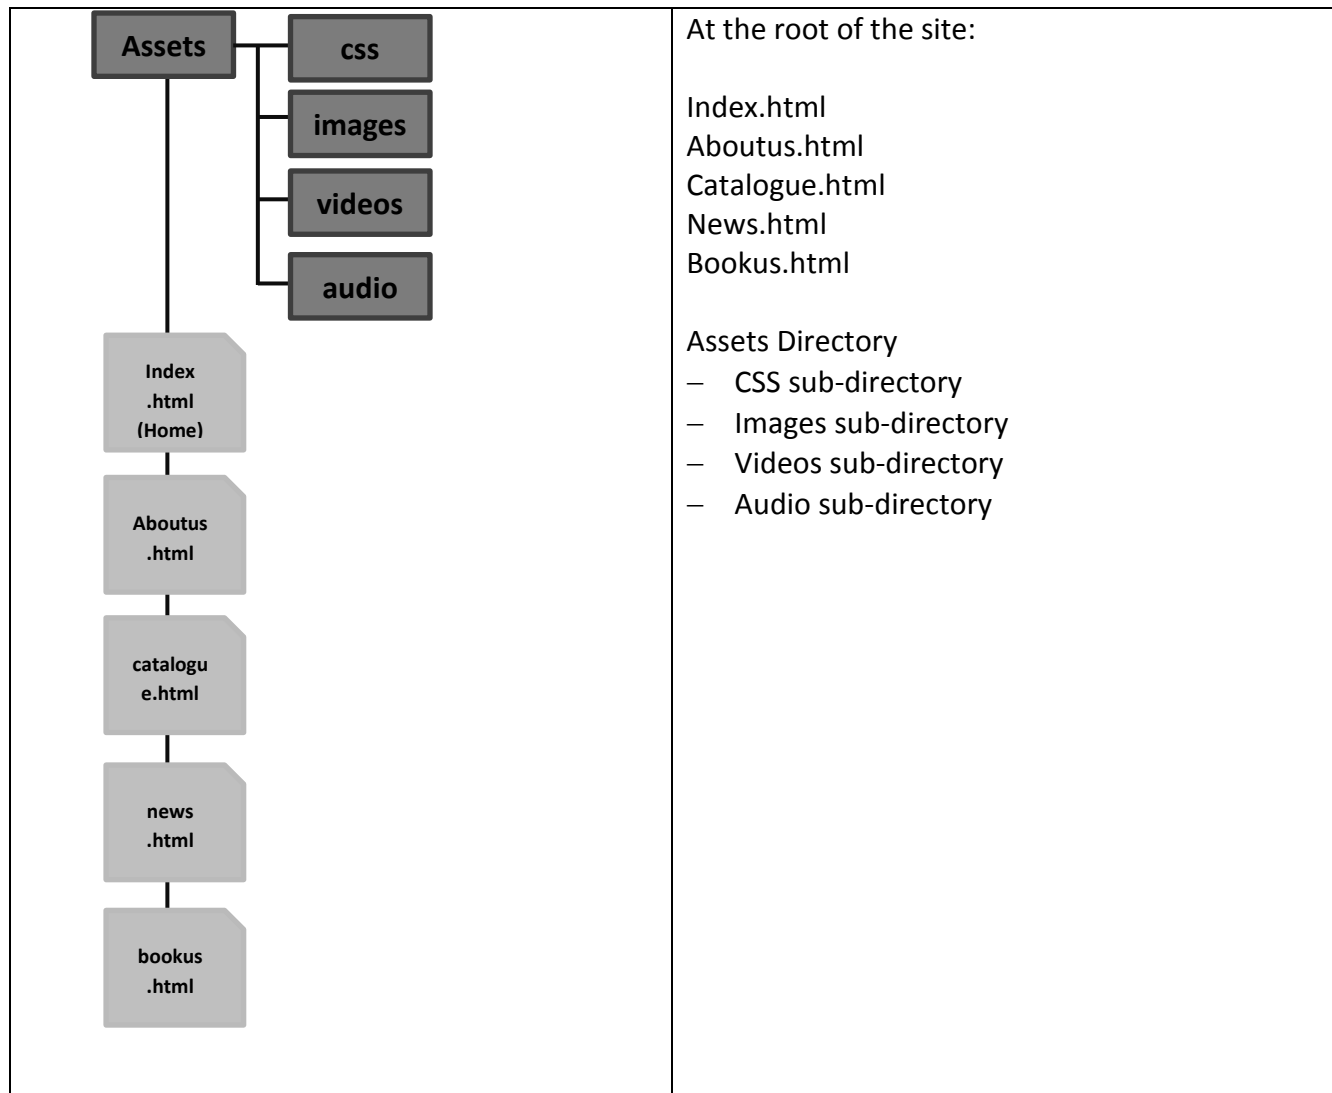 Assets
css
images
videos
audio
Index
.html
(Home)
Aboutus
.html
catalogu
e.html
news
.html
bookus
.html
At the root of the site:
Index.html
Aboutus.html
Catalogue.html
News.html
Bookus.html
Assets Directory
– CSS sub-directory
– Images sub-directory
– Videos sub-directory
– Audio sub-directory